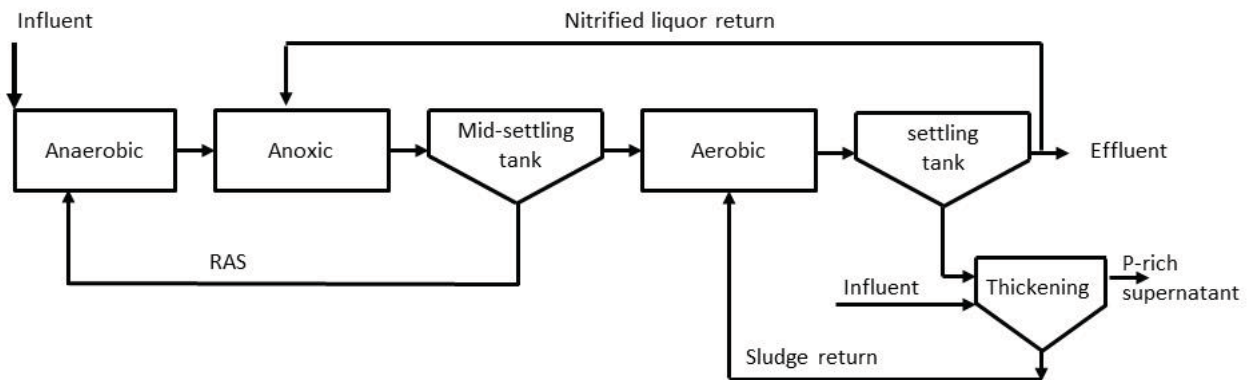 Influent
Nitrified liquor return
Anaerobic
Anoxic
Mid-settling
tank
Aerobic
settling
tank
Effluent
RAS
Influent
Thickening
P-rich
supernatant
Sludge return